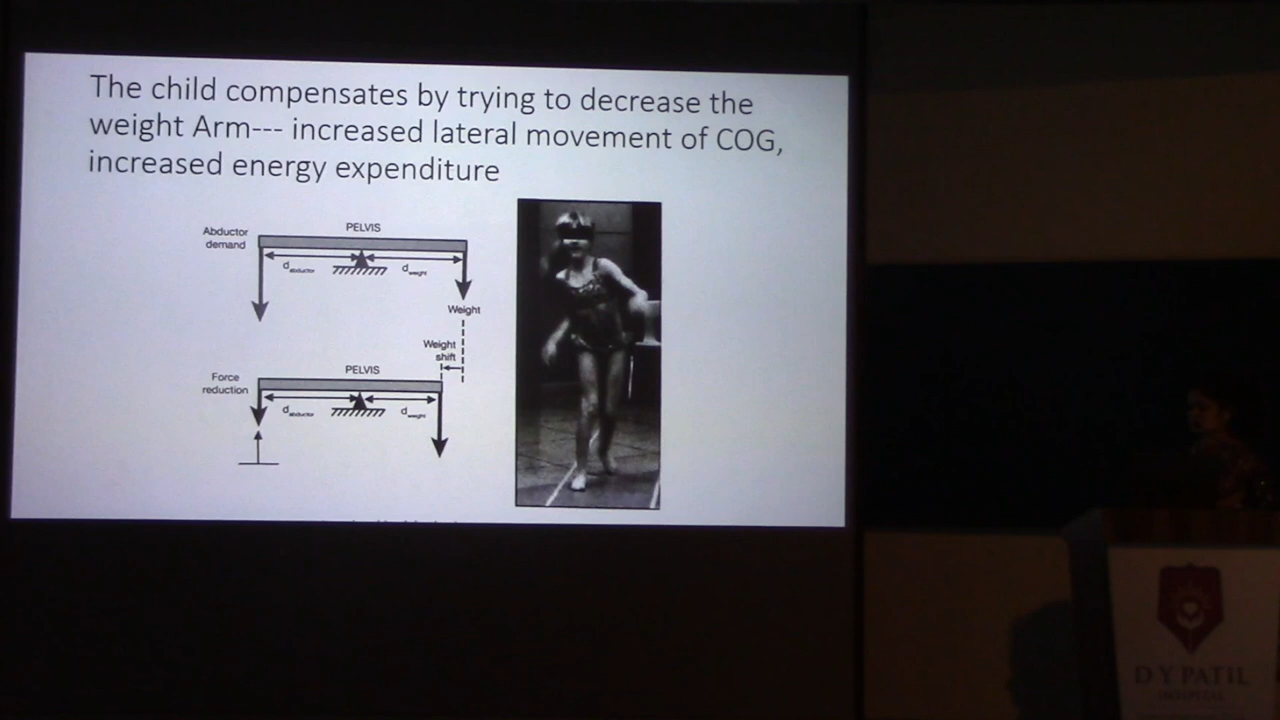 The child compensates by trying to decrease the
weight Arm--- increased lateral movement of COG,
increased energy expenditure
Abductor
demand
PELVIS
d abductor
d weight
Weight
Weight
shift
Force
reduction
PELVIS
d abductor
d weight
D Y PATIL
HOSPITAL